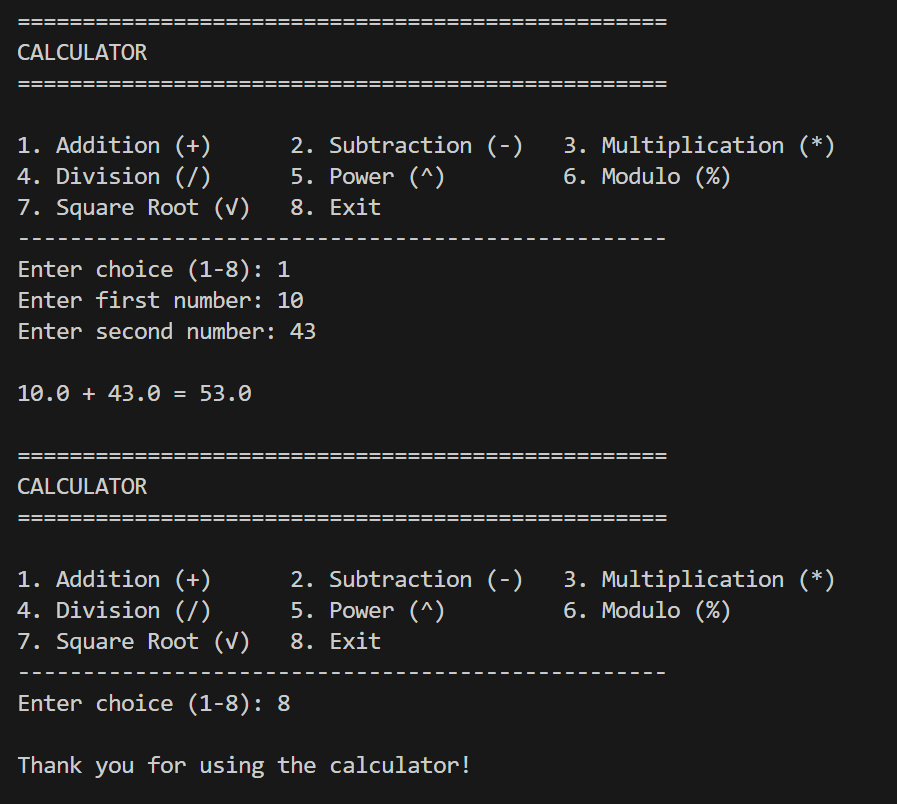 ==================================================
CALCULATOR
==================================================
1. Addition (+)      2. Subtraction (-)   3. Multiplication (*)
4. Division (/)      5. Power (^)         6. Modulo (%)
7. Square Root (√)   8. Exit
--------------------------------------------------
Enter choice (1-8): 1
Enter first number: 10
Enter second number: 43
10.0 + 43.0 = 53.0
==================================================
CALCULATOR
==================================================
1. Addition (+)      2. Subtraction (-)   3. Multiplication (*)
4. Division (/)      5. Power (^)         6. Modulo (%)
7. Square Root (√)   8. Exit
--------------------------------------------------
Enter choice (1-8): 8
Thank you for using the calculator!